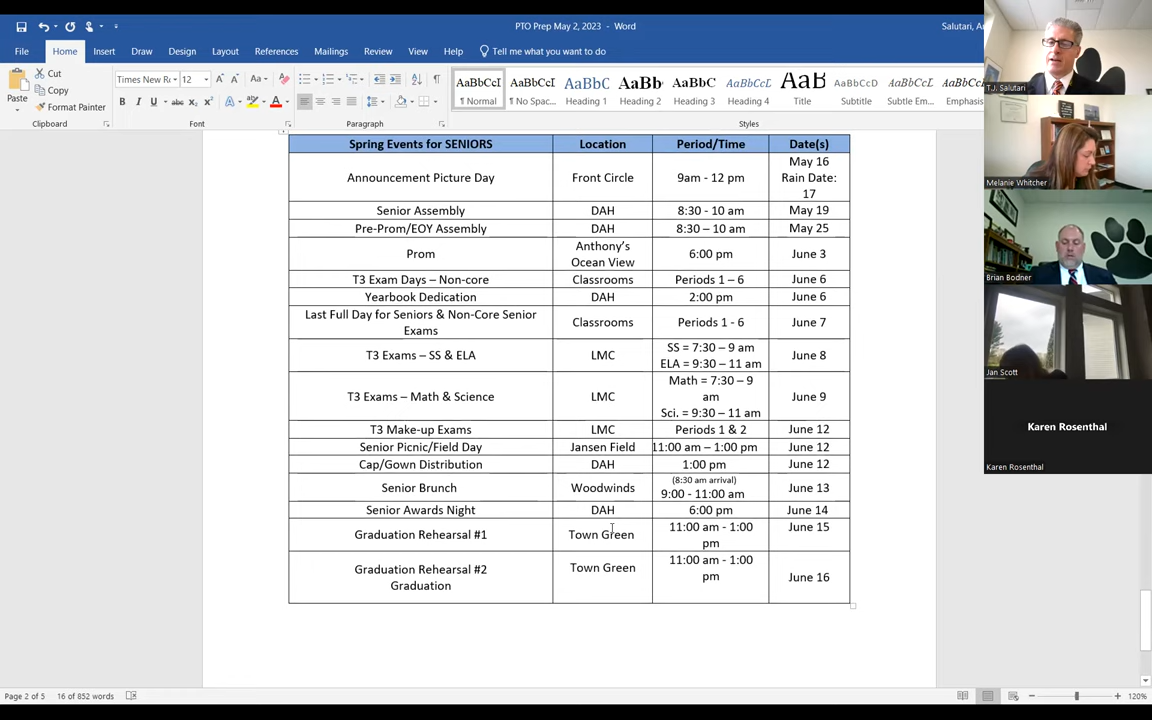 PTO Prep May 2, 2023 - Word
Salutari, An
File Home Insert Draw Design Layout References Mailings Review View Help Tell me what you want to do
Paste
Cut
Copy
Format Painter
Times New Ro 12
AaBbCcI AaBbCcI AaBbC AaBb AaBbCcI AaBbCcL AaBb AaBbCcD AaBbCcD AaBbCcD
¶ Normal ¶ No Spac... Heading 1 Heading 2 Heading 3 Heading 4 Title Subtitle Subtle Em... Emphasis
Clipboard Font Paragraph Styles
Spring Events for SENIORS Location Period/Time Date(s)
Announcement Picture Day Front Circle 9am - 12 pm May 16
Rain Date:
17
Senior Assembly DAH 8:30 - 10 am May 19
Pre-Prom/EOY Assembly DAH 8:30 – 10 am May 25
Prom Anthony's
Ocean View 6:00 pm June 3
T3 Exam Days – Non-core Classrooms Periods 1 – 6 June 6
Yearbook Dedication DAH 2:00 pm June 6
Last Full Day for Seniors & Non-Core Senior
Exams Classrooms Periods 1 - 6 June 7
T3 Exams – SS & ELA LMC SS = 7:30 – 9 am
ELA = 9:30 – 11 am June 8
T3 Exams – Math & Science LMC Math = 7:30 – 9
am
Sci. = 9:30 – 11 am June 9
T3 Make-up Exams LMC Periods 1 & 2 June 12
Senior Picnic/Field Day Jansen Field 11:00 am – 1:00 pm June 12
Cap/Gown Distribution DAH 1:00 pm June 12
Senior Brunch Woodwinds (8:30 am arrival)
9:00 - 11:00 am June 13
Senior Awards Night DAH 6:00 pm June 14
Graduation Rehearsal #1 Town Green 11:00 am - 1:00
pm June 15
Graduation Rehearsal #2
Graduation Town Green 11:00 am - 1:00
pm June 16
Page 2 of 5 16 of 852 words
120%
T.J. Salutari
Melanie Whitcher
Brian Bodner
Jan Scott
Karen Rosenthal
Karen Rosenthal